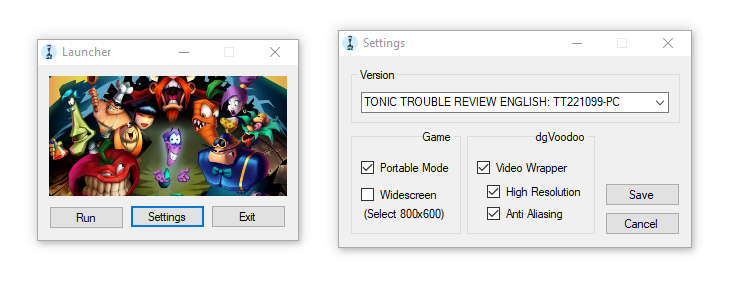 Launcher
Run
Settings
Exit
Settings
Version
TONIC TROUBLE REVIEW ENGLISH: TT221099-PC
Game
Portable Mode
Widescreen
(Select 800x600)
dgVoodoo
Video Wrapper
High Resolution
Anti Aliasing
Save
Cancel